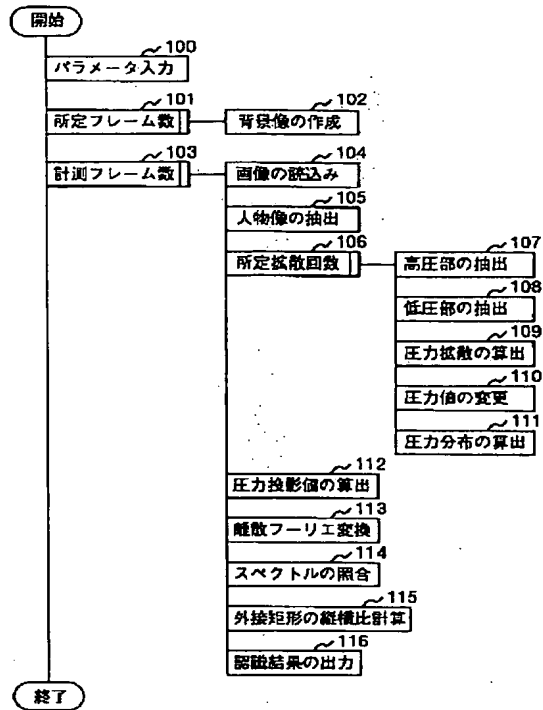 開始
100
パラメータ入力
101
所定フレーム数
102
背景像の作成
103
計測フレーム数
104
画像の読込み
105
人物像の抽出
106
所定拡散回数
107
高圧部の抽出
108
低圧部の抽出
109
圧力拡散の算出
110
圧力値の変更
111
圧力分布の算出
112
圧力投影値の算出
113
離散フーリエ変換
114
スペクトルの照合
115
外接矩形の縦横比計算
116
認識結果の出力
終了